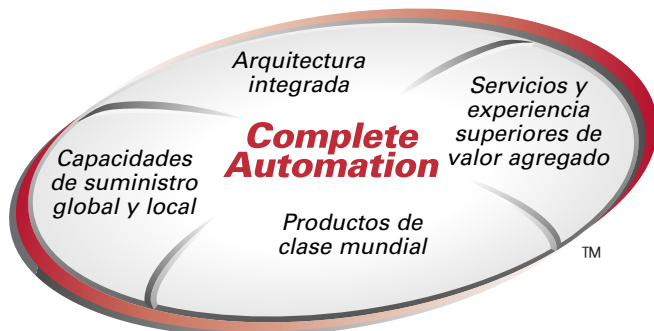 Arquitectura
integrada
Servicios y
experiencia
superiores de
valor agregado
Complete
Automation
Capacidades
de suministro
global y local
Productos de
clase mundial
TM